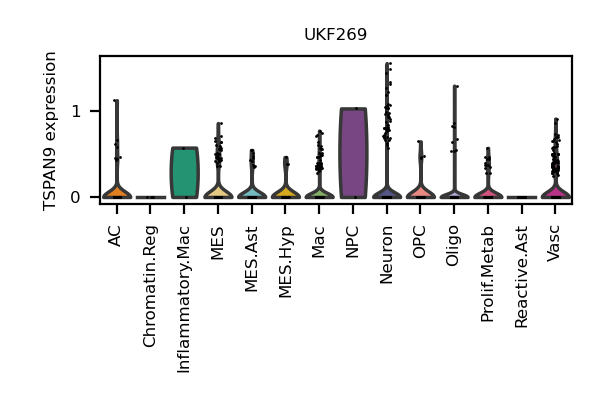 UKF269
TSPAN9 expression
1
0
AC
Chromatin.Reg
Inflammatory.Mac
MES
MES.Ast
MES.Hyp
Mac
NPC
Neuron
OPC
Oligo
Prolif.Metab
Reactive.Ast
Vasc